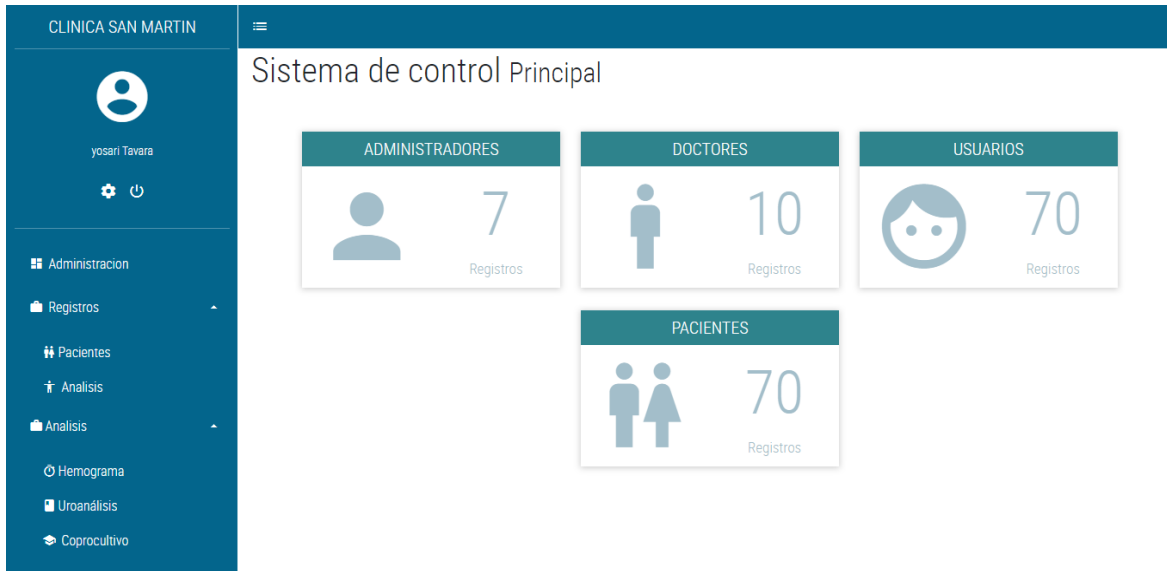 CLINICA SAN MARTIN
yosari Tavara
Administracion
Registros
Pacientes
Analisis
Analisis
Hemograma
Uroanálisis
Coprocultivo
Sistema de control Principal
ADMINISTRADORES
7
Registros
DOCTORES
10
Registros
USUARIOS
70
Registros
PACIENTES
70
Registros